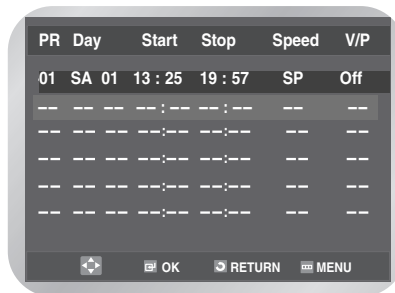 PR Day Start Stop Speed V/P
01 SA 01 13 : 25 19 : 57 SP Off
-- -- -- -- : -- -- : -- -- --
-- -- -- --:-- --:-- -- --
-- -- -- --:-- --:-- -- --
-- -- -- --:-- --:-- -- --
-- -- -- --:-- --:-- -- --
OK RETURN MENU